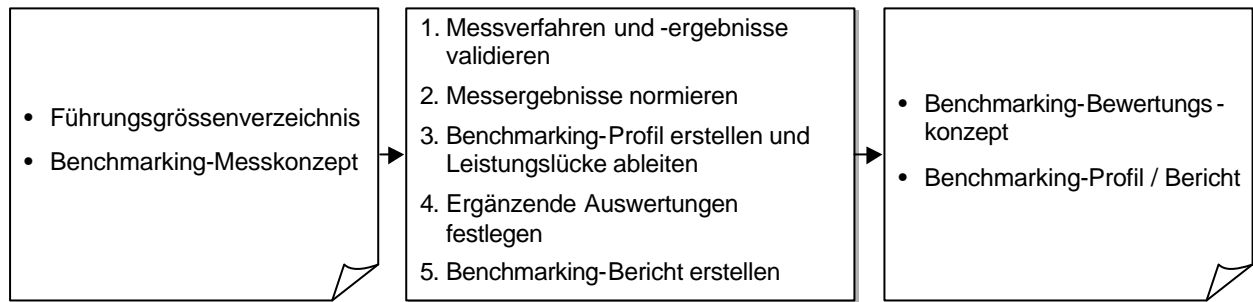 • Führungsgrössenverzeichnis
• Benchmarking-Messkonzept
1. Messverfahren und -ergebnisse
validieren
2. Messergebnisse normieren
3. Benchmarking-Profil erstellen und
Leistungslücke ableiten
4. Ergänzende Auswertungen
festlegen
5. Benchmarking-Bericht erstellen
• Benchmarking-Bewertungs-
konzept
• Benchmarking-Profil / Bericht